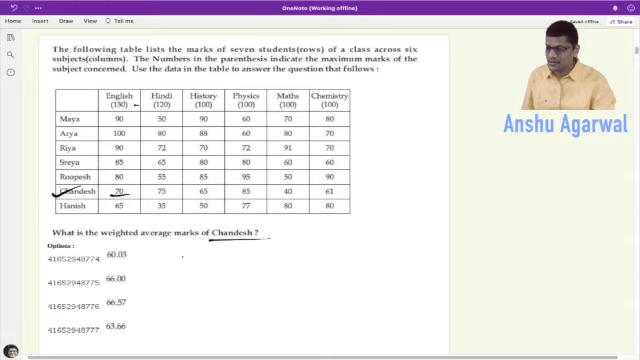 OneNote (Working offline)
Home Insert Draw View Tell me
Saved offline
The following table lists the marks of seven students(rows) of a class across six
subjects(columns). The Numbers in the parenthesis indicate the maximum marks of
the subject concerned. Use the data in the table to answer the question that follows :
English Hindi History Physics Maths Chemistry
(150) (120) (100) (100) (100) (100)
Maya 90 50 90 60 70 80
Arya 100 80 88 60 80 70
Riya 90 72 70 72 91 70
Sreya 85 65 80 80 60 60
Roopesh 80 55 85 95 50 90
Chandesh 70 75 65 85 40 61
Hanish 65 35 50 77 80 80
What is the weighted average marks of Chandesh ?
Options :
41652948774. 60.03
41652948775. 66.00
41652948776. 66.57
41652948777. 63.66
Anshu Agarwal